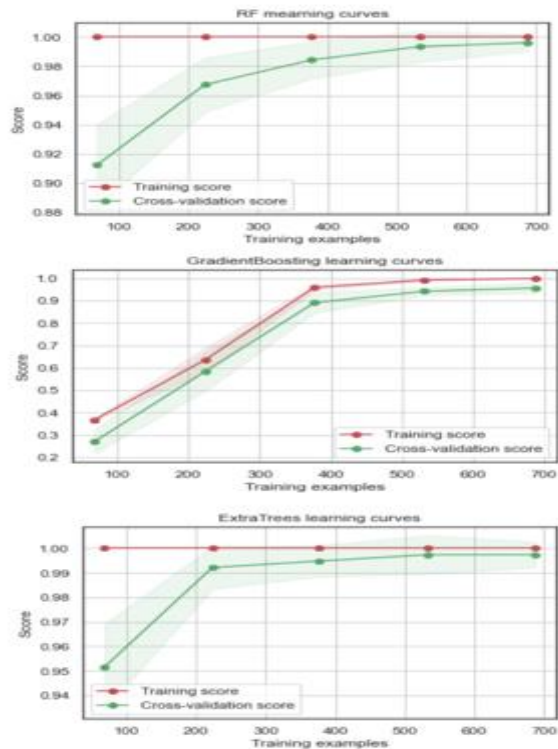 RF mearning curves
1.00
0.98
0.96
0.94
0.92
0.90
0.88
Score
Training score
Cross-validation score
100 200 300 400 500 600 700
Training examples
GradientBoosting learning curves
1.0
0.9
0.8
0.7
0.6
0.5
0.4
0.3
0.2
Score
Training score
Cross-validation score
100 200 300 400 500 600 700
Training examples
ExtraTrees learning curves
1.00
0.99
0.98
0.97
0.96
0.95
0.94
Score
Training score
Cross-validation score
100 200 300 400 500 600 700
Training examples